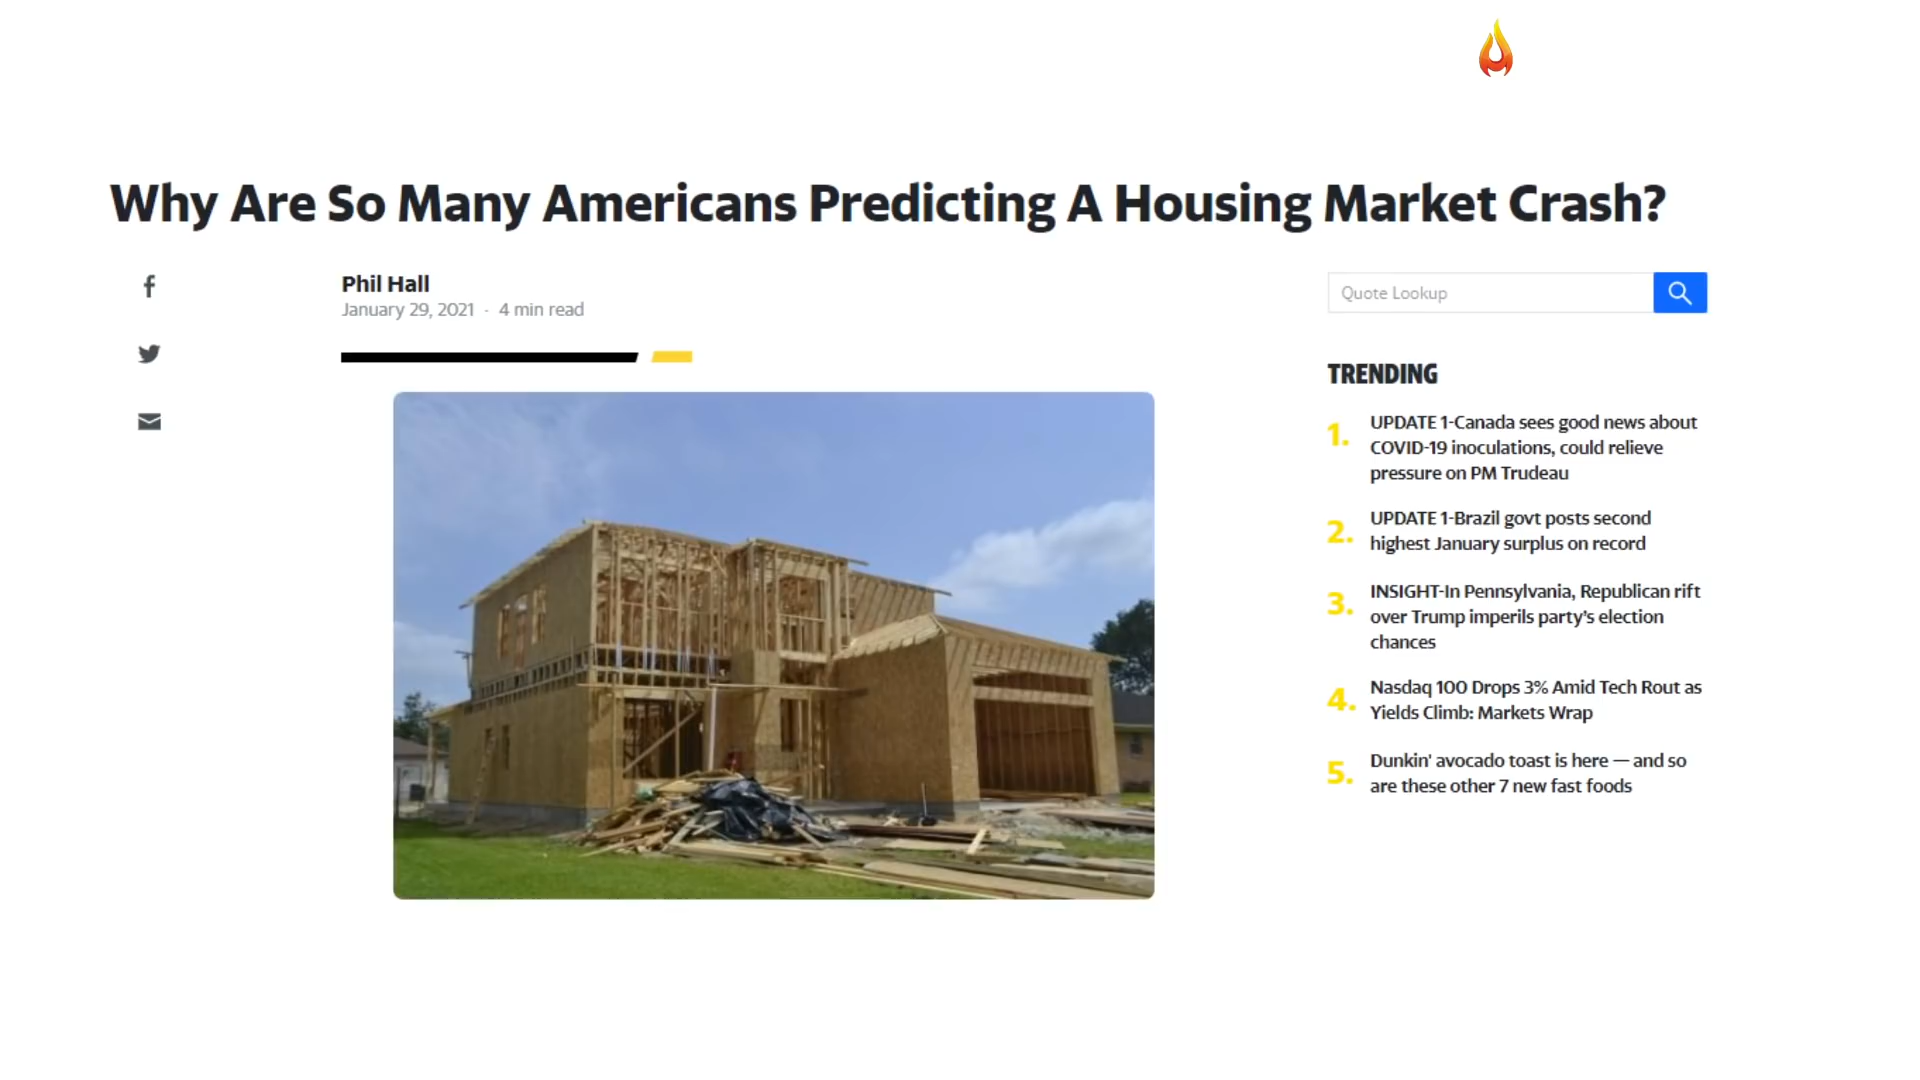 Why Are So Many Americans Predicting A Housing Market Crash?
Phil Hall
January 29, 2021 · 4 min read
Quote Lookup
TRENDING
1. UPDATE 1-Canada sees good news about
COVID-19 inoculations, could relieve
pressure on PM Trudeau
2. UPDATE 1-Brazil govt posts second
highest January surplus on record
3. INSIGHT-In Pennsylvania, Republican rift
over Trump imperils party's election
chances
4. Nasdaq 100 Drops 3% Amid Tech Rout as
Yields Climb: Markets Wrap
5. Dunkin' avocado toast is here — and so
are these other 7 new fast foods